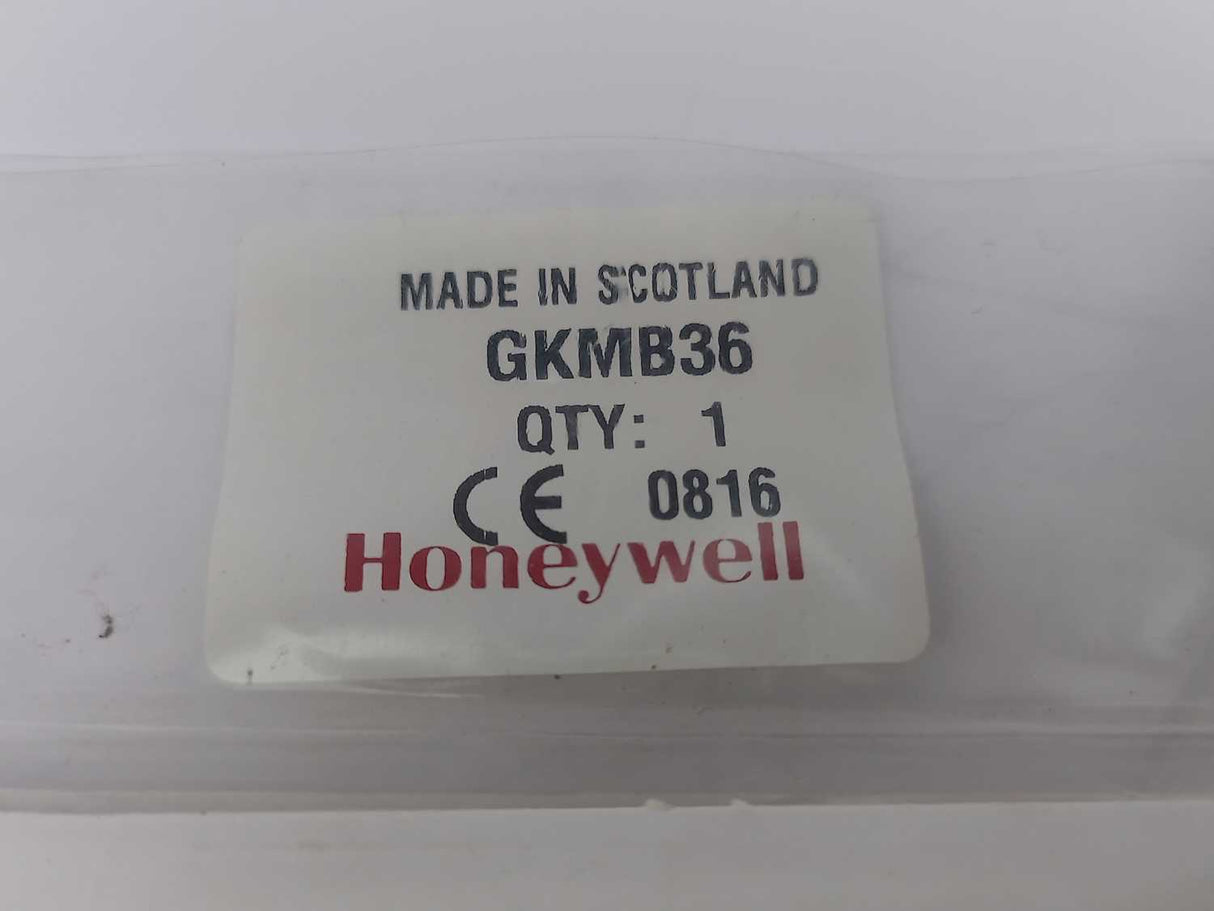 MADE IN SCOTLAND
GKMB36
QTY: 1
CE 0816
Honeywell